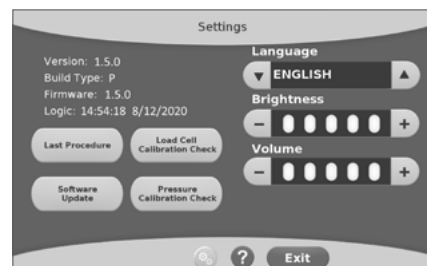 Settings
Version: 1.5.0
Build Type: P
Firmware: 1.5.0
Logic: 14:54:18 8/12/2020
Last Procedure
Load Cell
Calibration Check
Software
Update
Pressure
Calibration Check
Language
▼ ENGLISH ▲
Brightness
− +
Volume
− +
? Exit